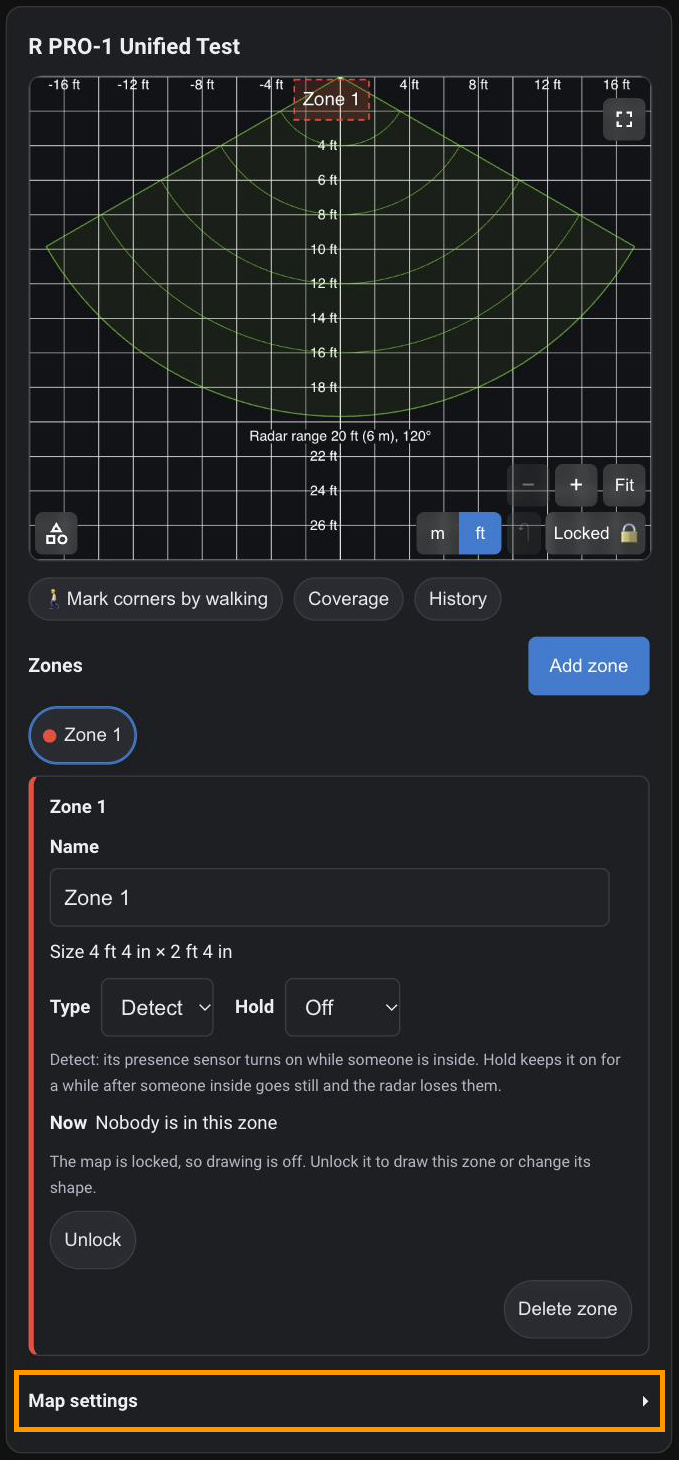 R PRO-1 Unified Test
-16 ft -12 ft -8 ft -4 ft 4 ft 8 ft 12 ft 16 ft
Zone 1
4 ft
6 ft
8 ft
10 ft
12 ft
14 ft
16 ft
18 ft
Radar range 20 ft (6 m), 120°
22 ft
− + Fit
24 ft
26 ft
m ft Locked
Mark corners by walking Coverage History
Zones Add zone
Zone 1
Zone 1
Name
Zone 1
Size 4 ft 4 in × 2 ft 4 in
Type Detect Hold Off
Detect: its presence sensor turns on while someone is inside. Hold keeps it on for
a while after someone inside goes still and the radar loses them.
Now Nobody is in this zone
The map is locked, so drawing is off. Unlock it to draw this zone or change its
shape.
Unlock
Delete zone
Map settings